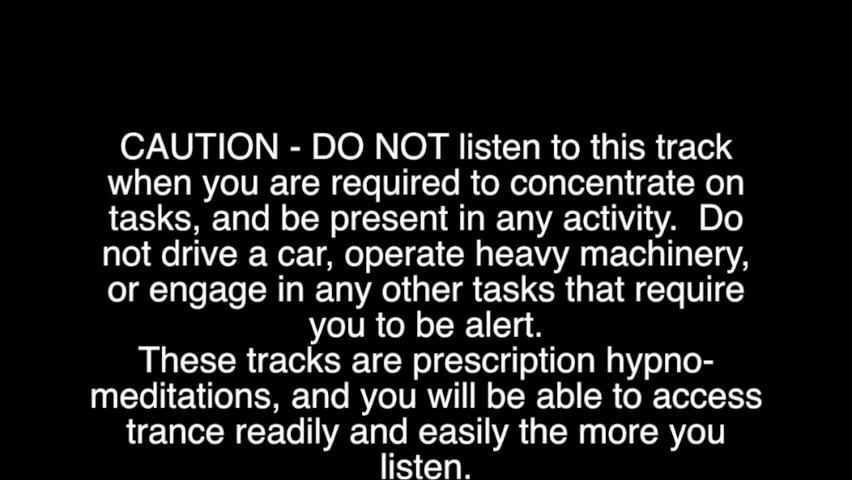 CAUTION - DO NOT listen to this track
when you are required to concentrate on
tasks, and be present in any activity.  Do
not drive a car, operate heavy machinery,
or engage in any other tasks that require
you to be alert.
These tracks are prescription hypno-
meditations, and you will be able to access
trance readily and easily the more you
listen.